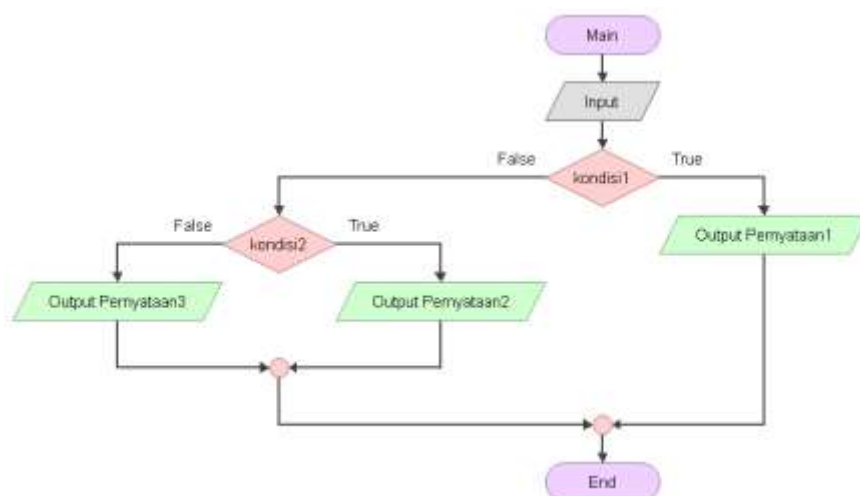 Main
Input
False
True
kondisi1
False
True
kondisi2
Output Pernyataan1
Output Pernyataan3
Output Pernyataan2
End